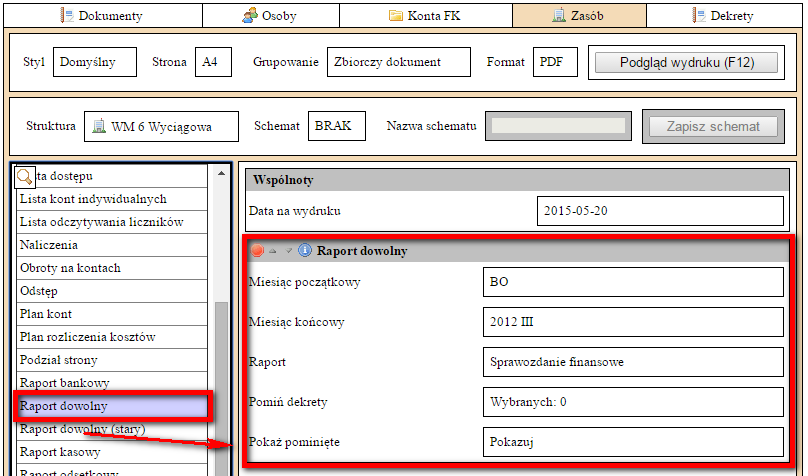 Dokumenty Osoby Konta FK Zasób Dekrety
Styl Domyślny Strona A4 Grupowanie Zbiorczy dokument Format PDF Podgląd wydruku (F12)
Struktura WM 6 Wyciągowa Schemat BRAK Nazwa schematu Zapisz schemat
ta dostępu
Lista kont indywidualnych
Lista odczytywania liczników
Naliczenia
Obroty na kontach
Odstęp
Plan kont
Plan rozliczenia kosztów
Podział strony
Raport bankowy
Raport dowolny
Raport dowolny (stary)
Raport kasowy
Raport odsetkowy
Wspólnoty
Data na wydruku 2015-05-20
Raport dowolny
Miesiąc początkowy BO
Miesiąc końcowy 2012 III
Raport Sprawozdanie finansowe
Pomiń dekrety Wybranych: 0
Pokaż pominięte Pokazuj